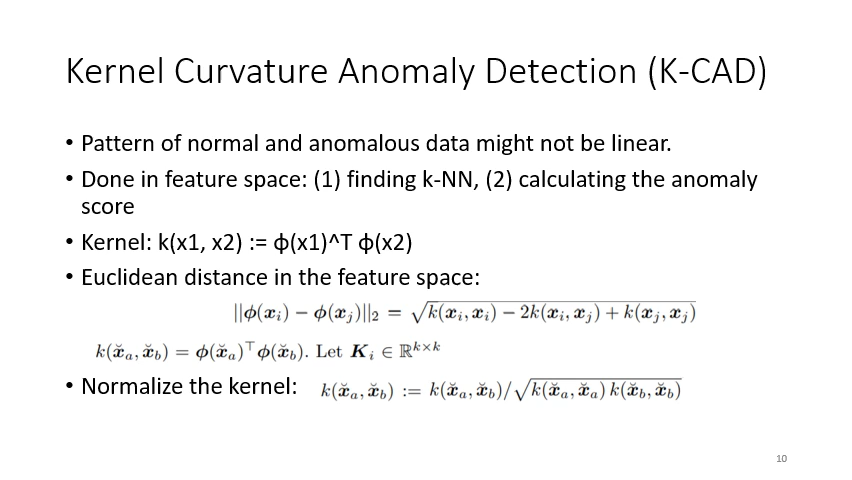 Kernel Curvature Anomaly Detection (K-CAD)
• Pattern of normal and anomalous data might not be linear.
• Done in feature space: (1) finding k-NN, (2) calculating the anomaly
score
• Kernel: k(x1, x2) := ϕ(x1)^T ϕ(x2)
• Euclidean distance in the feature space:
||ϕ(xᵢ) − ϕ(xⱼ)||₂ = √(k(xᵢ, xᵢ) − 2k(xᵢ, xⱼ) + k(xⱼ, xⱼ))
k(x̆ₐ, x̆_b) = ϕ(x̆ₐ)^⊤ϕ(x̆_b). Let Kᵢ ∈ ℝ^{k×k}
• Normalize the kernel: k(x̆ₐ, x̆_b) := k(x̆ₐ, x̆_b)/√(k(x̆ₐ, x̆ₐ) k(x̆_b, x̆_b))
10